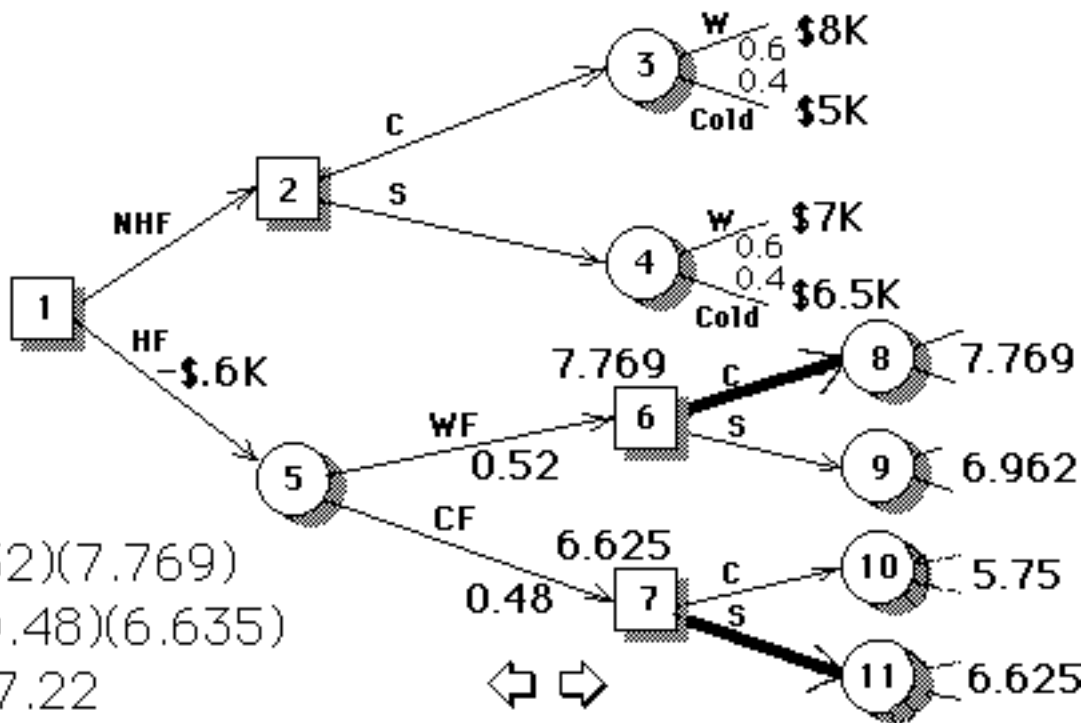 W
$8K
3
0.6
0.4
$5K
Cold
C
2
S
W
$7K
NHF
0.6
4
0.4
$6.5K
Cold
1
HF
-$.6K
7.769
C
8
7.769
WF
6
S
0.52
9
6.962
5
CF
6.625
C
10
5.75
2)(7.769)
0.48
7
S
.48)(6.635)
7.22
11
6.625